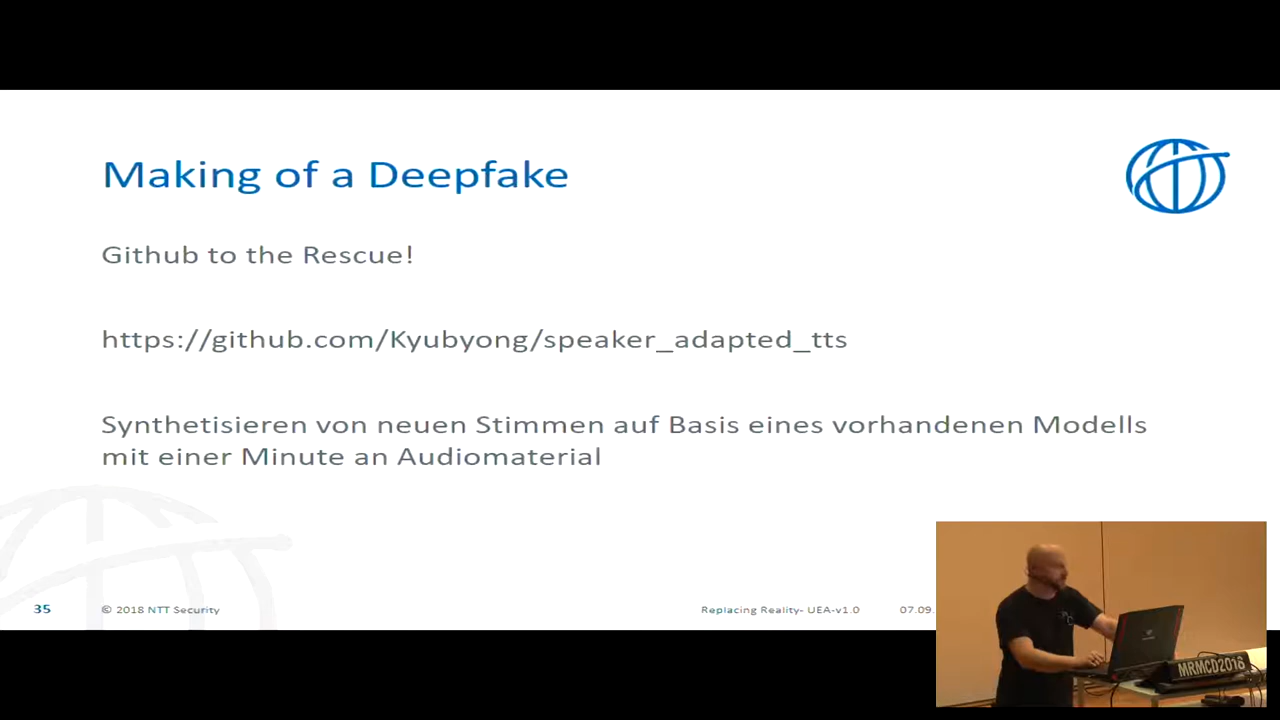 Making of a Deepfake
Github to the Rescue!
https://github.com/Kyubyong/speaker_adapted_tts
Synthetisieren von neuen Stimmen auf Basis eines vorhandenen Modells
mit einer Minute an Audiomaterial
35
© 2018 NTT Security
Replacing Reality- UEA-v1.0
07.09.
MRMCD2018